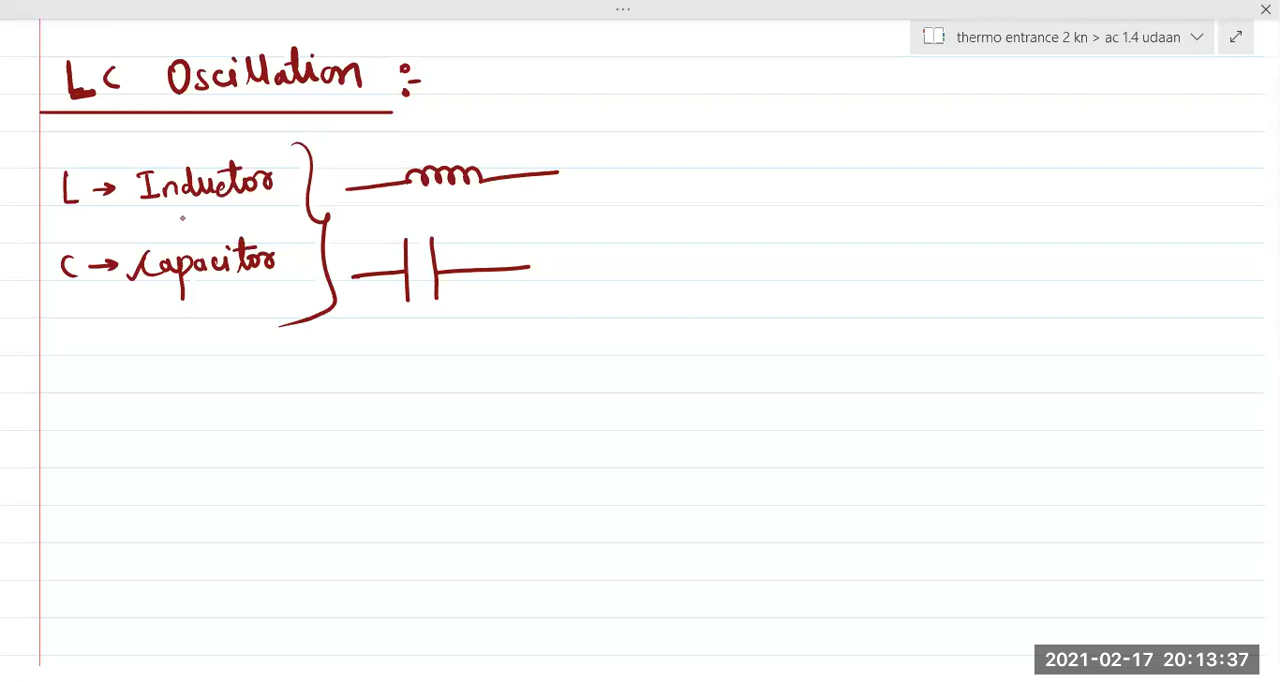 thermo entrance 2 kn > ac 1.4 udaan
LC Oscillation :-
L → Inductor
C → Capacitor
2021-02-17 20:13:37